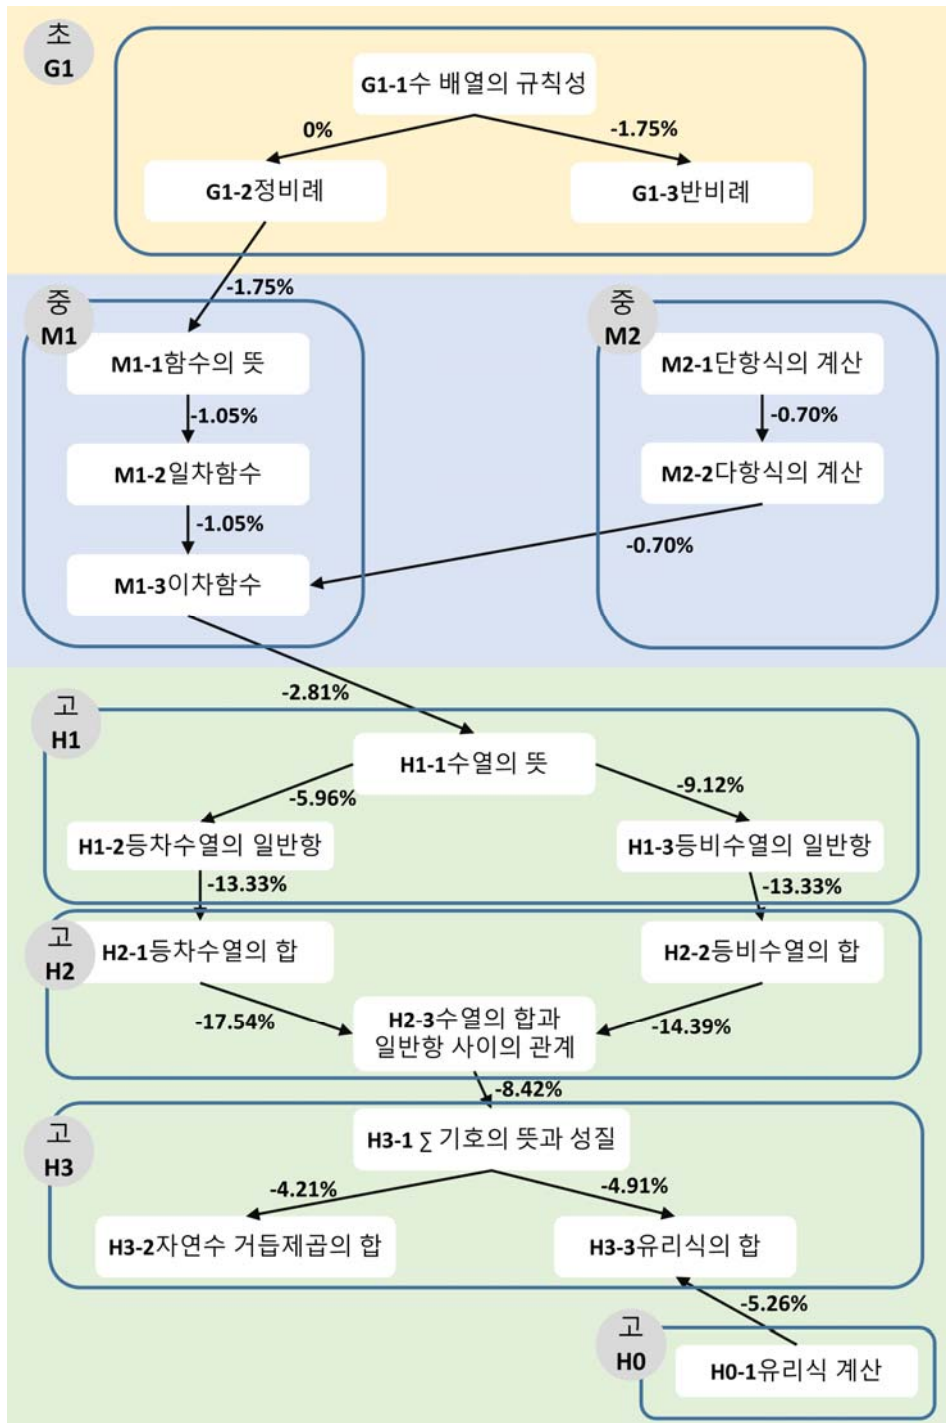 초
G1
G1-1수 배열의 규칙성
0%
-1.75%
G1-2정비례
G1-3반비례
-1.75%
중
M1
중
M2
M1-1함수의 뜻
M2-1단항식의 계산
-1.05%
-0.70%
M1-2일차함수
M2-2다항식의 계산
-1.05%
-0.70%
M1-3이차함수
-2.81%
고
H1
H1-1수열의 뜻
-5.96%
-9.12%
H1-2등차수열의 일반항
H1-3등비수열의 일반항
-13.33%
-13.33%
고
H2
H2-1등차수열의 합
H2-2등비수열의 합
-17.54%
-14.39%
H2-3수열의 합과
일반항 사이의 관계
-8.42%
고
H3
H3-1 ∑ 기호의 뜻과 성질
-4.21%
-4.91%
H3-2자연수 거듭제곱의 합
H3-3유리식의 합
-5.26%
고
H0
H0-1유리식 계산